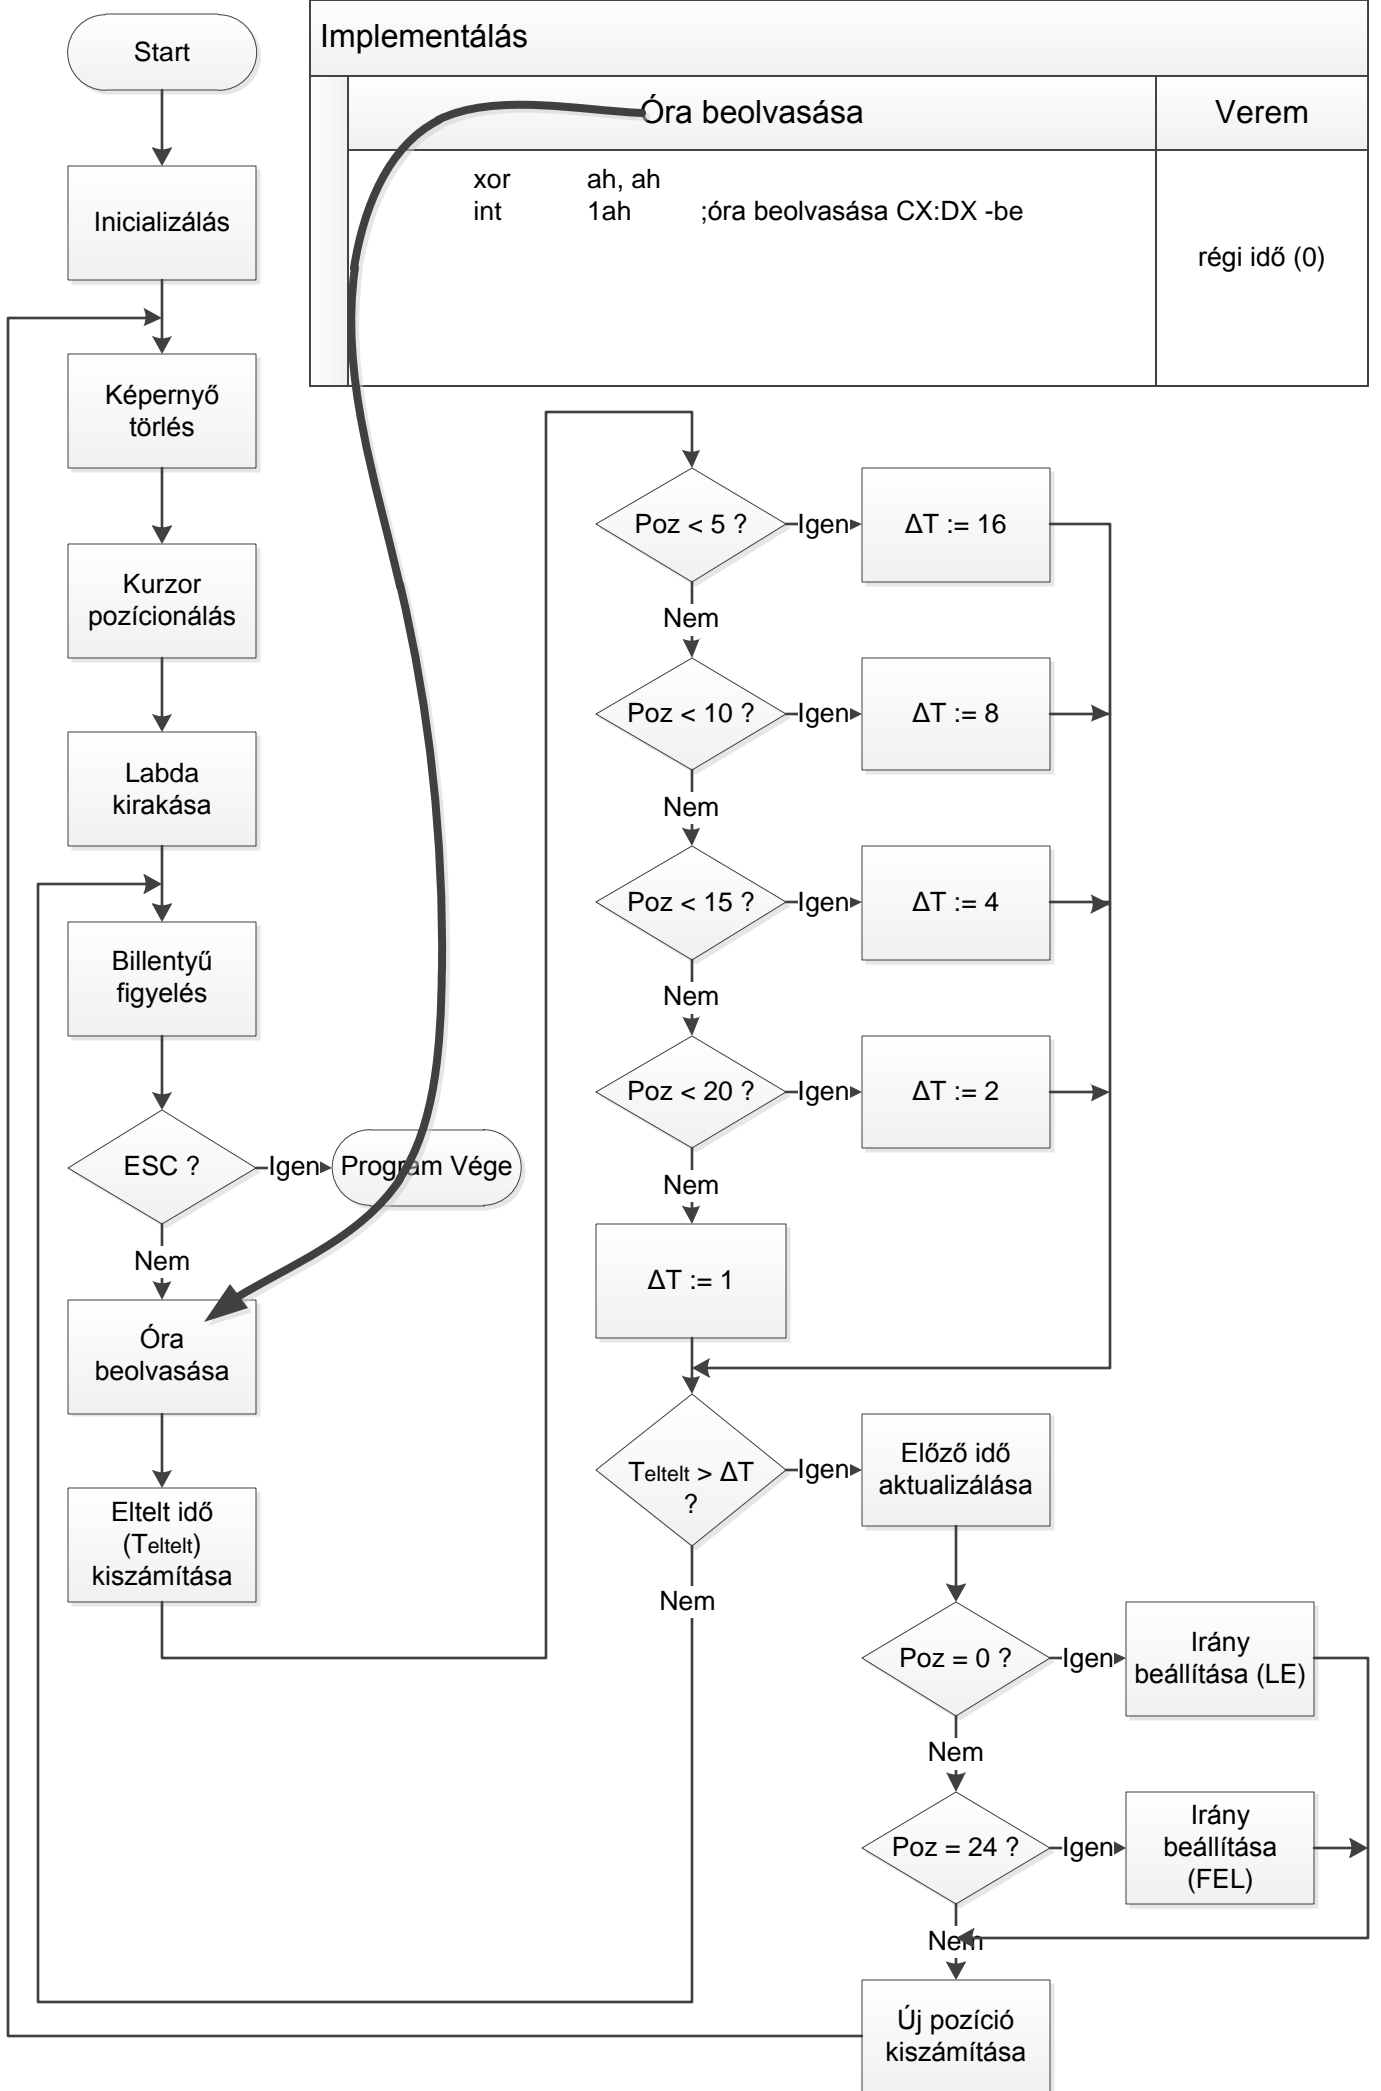 Start
Implementálás
Óra beolvasása
Verem
xor ah, ah
int 1ah ;óra beolvasása CX:DX -be
régi idő (0)
Inicializálás
Képernyő
törlés
Kurzor
pozícionálás
Labda
kirakása
Billentyű
figyelés
ESC ?
Igen
Program Vége
Nem
Óra
beolvasása
Eltelt idő
(Teltelt)
kiszámítása
Poz < 5 ?
Igen
ΔT := 16
Nem
Poz < 10 ?
Igen
ΔT := 8
Nem
Poz < 15 ?
Igen
ΔT := 4
Nem
Poz < 20 ?
Igen
ΔT := 2
Nem
ΔT := 1
Teltelt > ΔT
?
Igen
Előző idő
aktualizálása
Nem
Poz = 0 ?
Igen
Irány
beállítása (LE)
Nem
Poz = 24 ?
Igen
Irány
beállítása
(FEL)
Nem
Új pozíció
kiszámítása